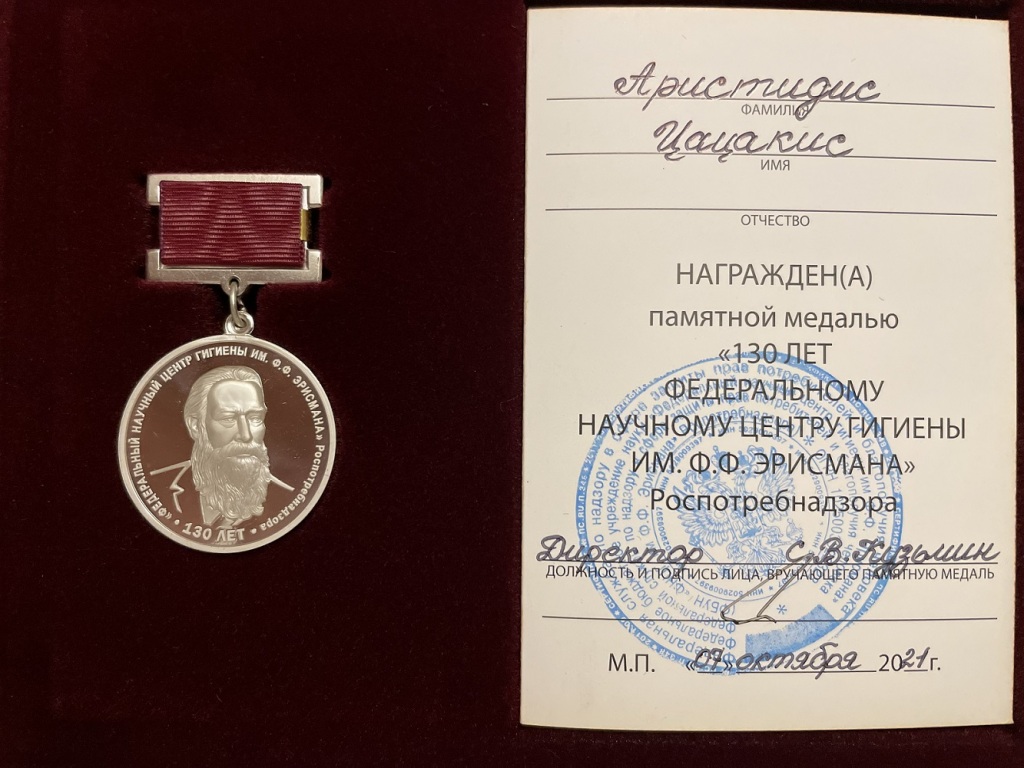 «ФЕДЕРАЛЬНЫЙ НАУЧНЫЙ ЦЕНТР ГИГИЕНЫ ИМ. Ф.Ф. ЭРИСМАНА» Роспотребнадзора
• 130 ЛЕТ •
Аристидис
ФАМИЛИЯ
Цацакис
ИМЯ
ОТЧЕСТВО
НАГРАЖДЕН(А)
памятной медалью
«130 ЛЕТ
ФЕДЕРАЛЬНОМУ
НАУЧНОМУ ЦЕНТРУ ГИГИЕНЫ
ИМ. Ф.Ф. ЭРИСМАНА»
Роспотребнадзора
Директор С.В. Кузьмин
ДОЛЖНОСТЬ И ПОДПИСЬ ЛИЦА, ВРУЧАЮЩЕГО ПАМЯТНУЮ МЕДАЛЬ
М.П. «07» октября 2021 г.